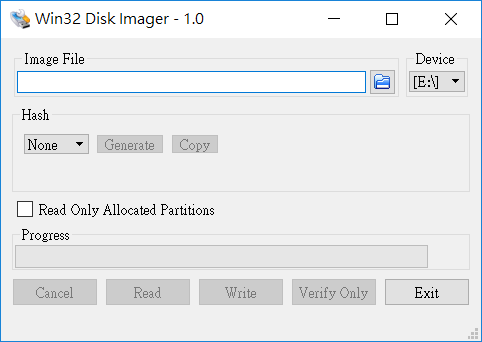 Win32 Disk Imager - 1.0
Image File
Device
[E:\]
Hash
None
Generate
Copy
Read Only Allocated Partitions
Progress
Cancel
Read
Write
Verify Only
Exit